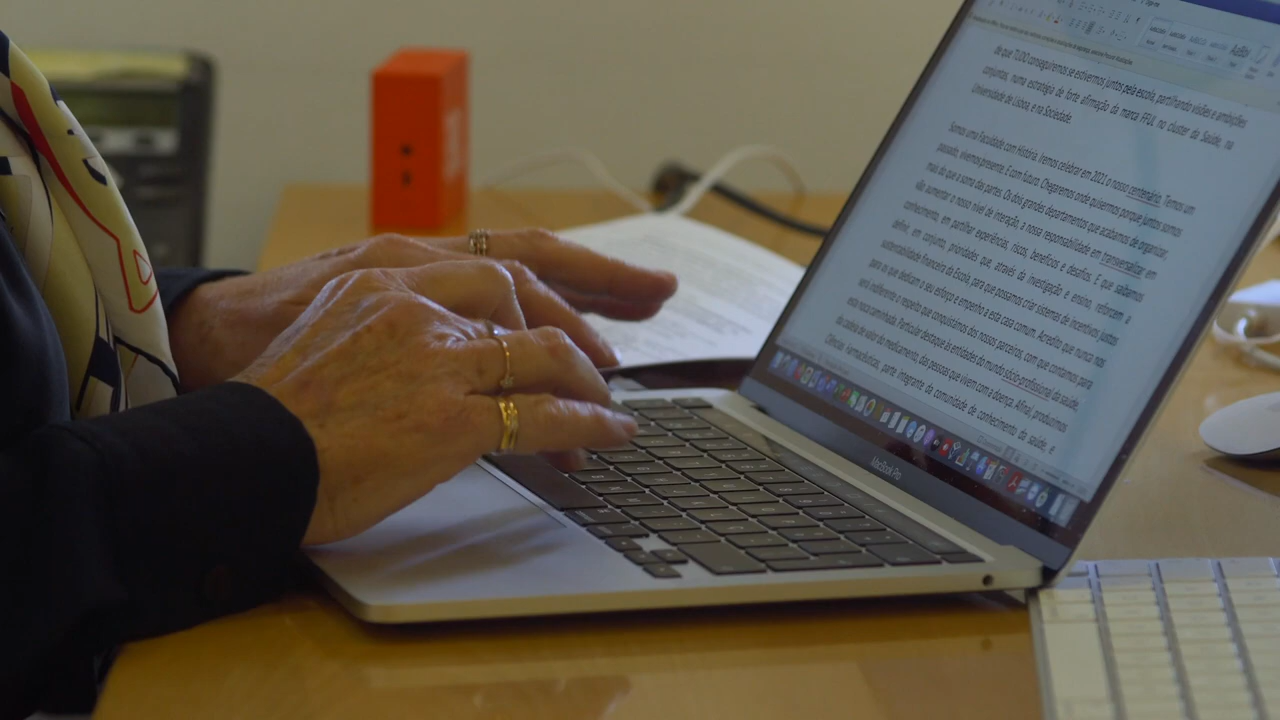 de que TUDO conseguiremos se estivermos juntos pela escola, partilhando visões e ambições
conjuntas, numa estratégia de forte afirmação da marca FFUL no cluster da Saúde, na
Universidade de Lisboa, e na Sociedade.
Somos uma Faculdade com História. Iremos celebrar em 2021 o nosso centenário. Temos um
passado, vivemos presente. E com futuro. Chegaremos onde quisermos porque juntos somos
mais do que a soma das partes. Os dois grandes departamentos que acabamos de organizar,
vão aumentar o nosso nível de interação, a nossa responsabilidade em transversalizar em
conhecimento, em partilhar experiências, riscos, benefícios e desafios. E que saibamos
definir, em conjunto, prioridades que, através da investigação e ensino, reforcem a
sustentabilidade financeira da Escola, para que possamos criar sistemas de incentivos justos
para os que dedicam o seu esforço e empenho a esta casa comum. Acredito que nunca nos
será indiferente o respeito que conquistamos dos nossos parceiros, com que contamos para
esta nossa caminhada. Particular destaque às entidades do mundo sócio-profissional da saúde,
da cadeia de valor do medicamento, das pessoas que vivem com a doença. Afinal, produzimos
Ciências Farmacêuticas, parte integrante da comunidade de conhecimento da saúde, e
MacBook Pro